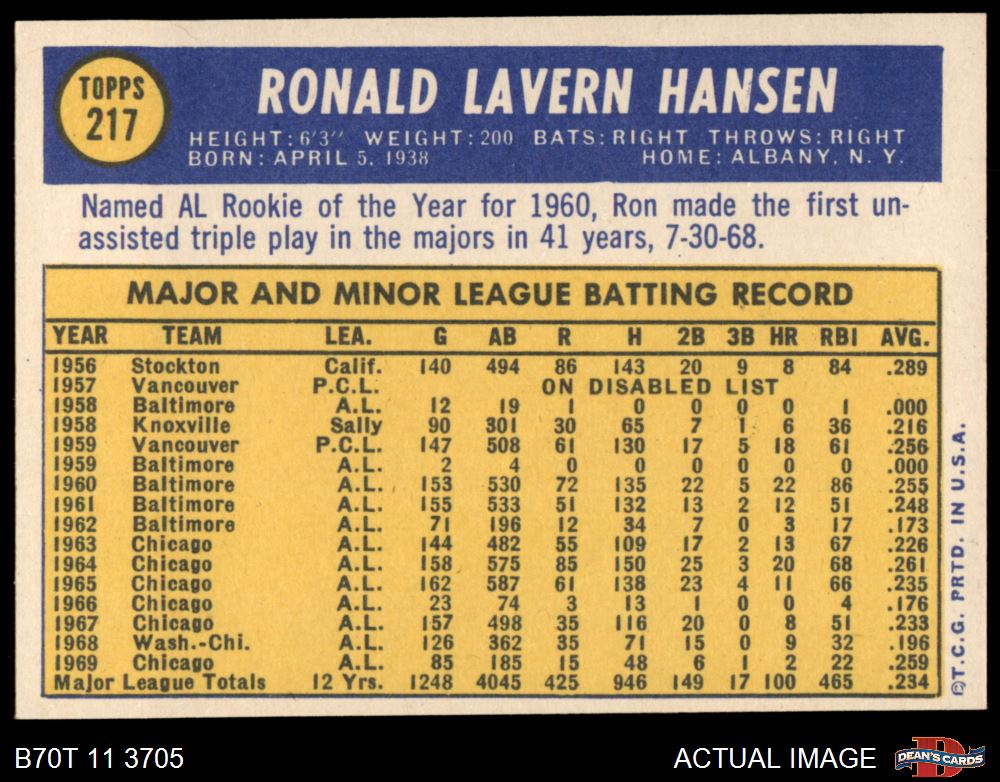 TOPPS
217
RONALD LAVERN HANSEN
HEIGHT: 6'3" WEIGHT: 200 BATS: RIGHT THROWS: RIGHT
BORN: APRIL 5, 1938 HOME: ALBANY, N. Y.
Named AL Rookie of the Year for 1960, Ron made the first un-
assisted triple play in the majors in 41 years, 7-30-68.
MAJOR AND MINOR LEAGUE BATTING RECORD
YEAR TEAM LEA. G AB R H 2B 3B HR RBI AVG.
1956 Stockton Calif. 140 494 86 143 20 9 8 84 .289
1957 Vancouver P.C.L. ON DISABLED LIST
1958 Baltimore A.L. 12 19 1 0 0 0 0 1 .000
1958 Knoxville Sally 90 301 30 65 7 1 6 36 .216
1959 Vancouver P.C.L. 147 508 61 130 17 5 18 61 .256
1959 Baltimore A.L. 2 4 0 0 0 0 0 0 .000
1960 Baltimore A.L. 153 530 72 135 22 5 22 86 .255
1961 Baltimore A.L. 155 533 51 132 13 2 12 51 .248
1962 Baltimore A.L. 71 196 12 34 7 0 3 17 .173
1963 Chicago A.L. 144 482 55 109 17 2 13 67 .226
1964 Chicago A.L. 158 575 85 150 25 3 20 68 .261
1965 Chicago A.L. 162 587 61 138 23 4 11 66 .235
1966 Chicago A.L. 23 74 3 13 1 0 0 4 .176
1967 Chicago A.L. 157 498 35 116 20 0 8 51 .233
1968 Wash.-Chi. A.L. 126 362 35 71 15 0 9 32 .196
1969 Chicago A.L. 85 185 15 48 6 1 2 22 .259
Major League Totals 12 Yrs. 1248 4045 425 946 149 17 100 465 .234
©T.C.G. PRTD. IN U.S.A.
B70T 11 3705
ACTUAL IMAGE
D
DEAN'S CARDS